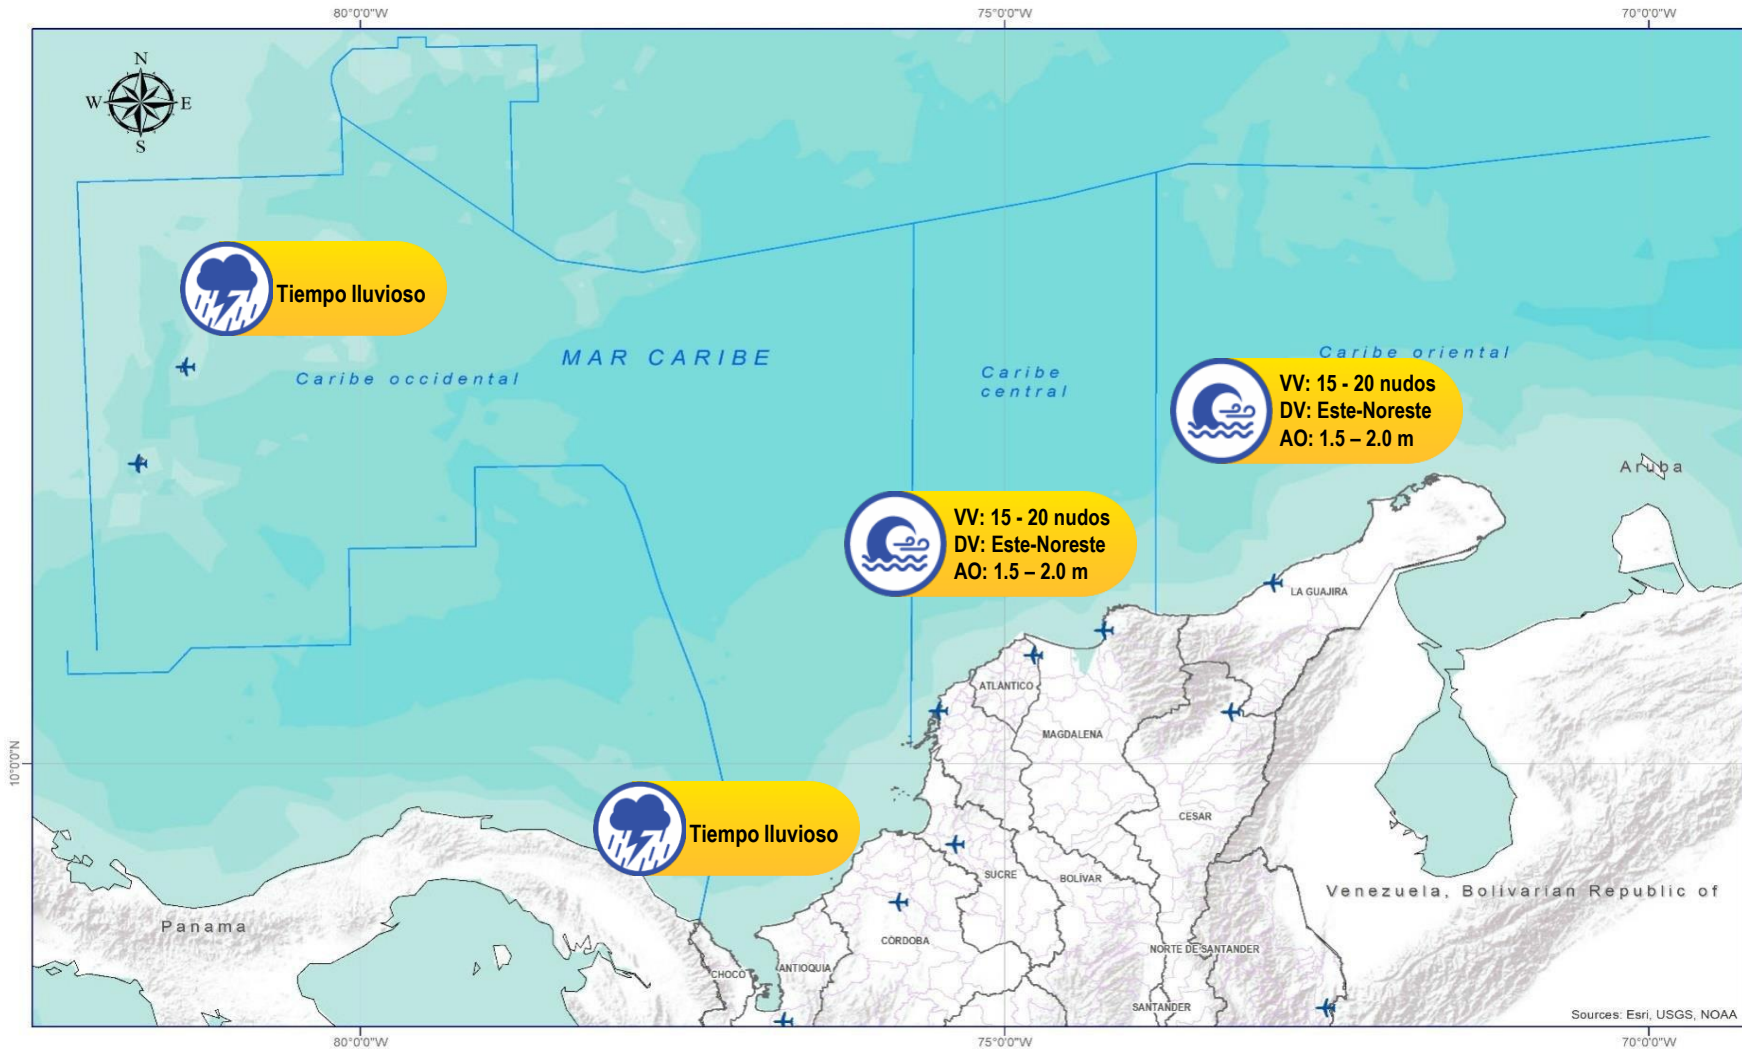 80°0'0"W
75°0'0"W
70°0'0"W
N
W
E
S
Tiempo lluvioso
MAR CARIBE
Caribe occidental
Caribe
central
Caribe oriental
VV: 15 - 20 nudos
DV: Este-Noreste
AO: 1.5 – 2.0 m
Aruba
VV: 15 - 20 nudos
DV: Este-Noreste
AO: 1.5 – 2.0 m
LA GUAJIRA
ATLÁNTICO
MAGDALENA
10°0'0"N
CESAR
Tiempo lluvioso
SUCRE
BOLÍVAR
Venezuela, Bolivarian Republic of
Panama
CÓRDOBA
NORTE DE SANTANDER
CHOCO
ANTIOQUIA
SANTANDER
Sources: Esri, USGS, NOAA
80°0'0"W
75°0'0"W
70°0'0"W